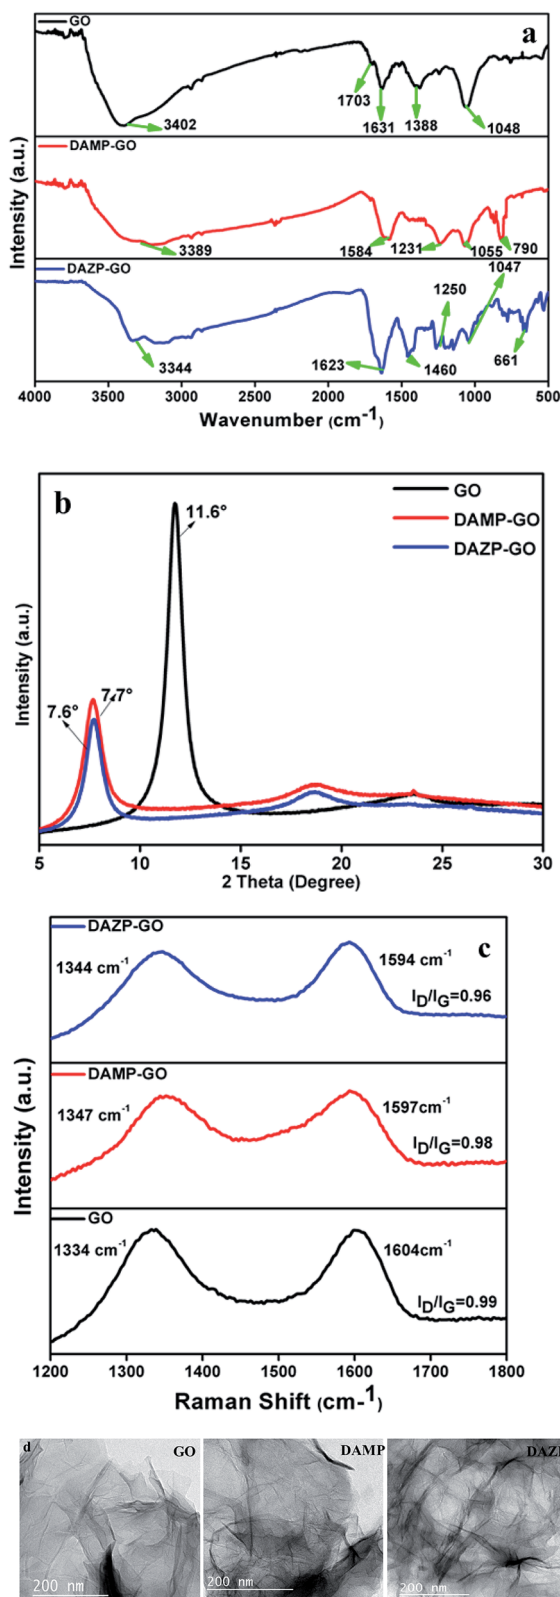 GO
a
1703
3402
1631
1388
1048
DAMP-GO
3389
1584
1231
1055
790
DAZP-GO
1047
1250
3344
1623
1460
661
Intensity (a.u.)
4000 3500 3000 2500 2000 1500 1000 500
Wavenumber (cm-1)
b
GO
DAMP-GO
DAZP-GO
11.6°
7.6°
7.7°
Intensity (a.u.)
5 10 15 20 25 30
2 Theta (Degree)
DAZP-GO
c
1344 cm-1
1594 cm-1
ID/IG=0.96
DAMP-GO
1347 cm-1
1597cm-1
ID/IG=0.98
GO
1334 cm-1
1604cm-1
ID/IG=0.99
Intensity (a.u.)
1200 1300 1400 1500 1600 1700 1800
Raman Shift (cm-1)
d
GO
DAMP
200 nm
200 nm
200 nm